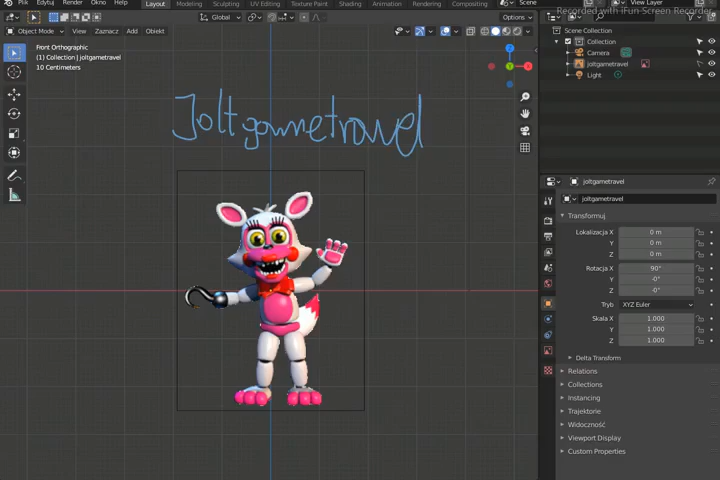 Plik Edytuj Render Okno Help Layout Modeling Sculpting UV Editing Texture Paint Shading Animation Rendering Compositing Scene View Layer
Recorded with iFun Screen Recorder
Global Options
Object Mode View Zaznacz Add Obiekt
Front Orthographic
(1) Collection | joltgametravel
10 Centimeters
Joltgametravel
X
Scene Collection
Collection
Camera
joltgametravel
Light
joltgametravel
joltgametravel
Transformuj
Lokalizacja X 0 m
Y 0 m
Z 0 m
Rotacja X 90°
Y -0°
Z -0°
Tryb XYZ Euler
Skala X 1.000
Y 1.000
Z 1.000
Delta Transform
Relations
Collections
Instancing
Trajektorie
Widoczność
Viewport Display
Custom Properties